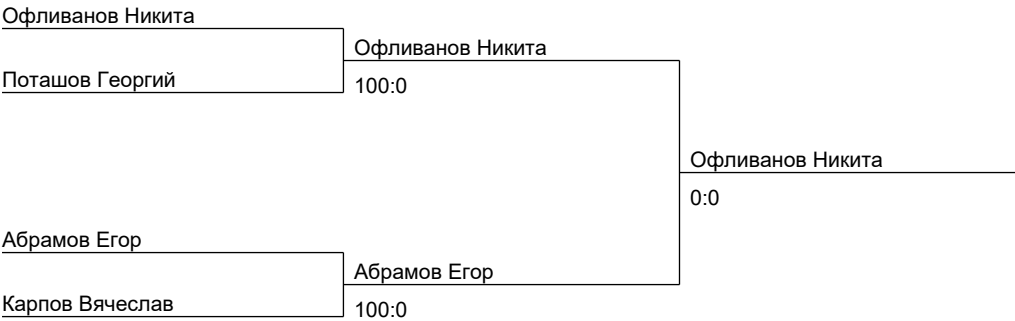 Офливанов Никита
Офливанов Никита
Поташов Георгий
100:0
Офливанов Никита
0:0
Абрамов Егор
Абрамов Егор
Карпов Вячеслав
100:0